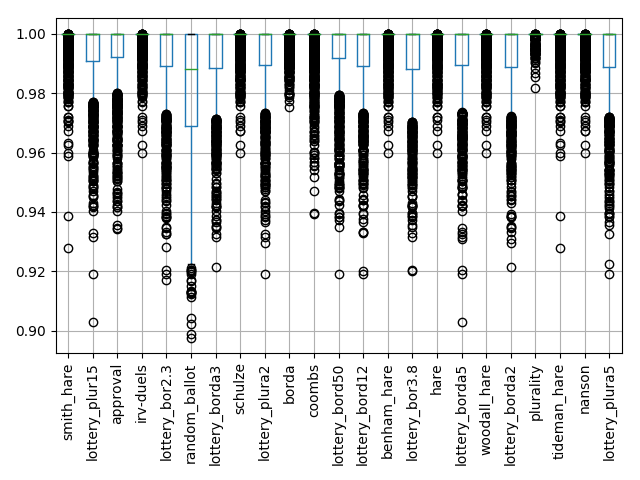 1.00
0.98
0.96
0.94
0.92
0.90
smith_hare
lottery_plur15
approval
irv-duels
lottery_bor2.3
random_ballot
lottery_borda3
schulze
lottery_plura2
borda
coombs
lottery_bord50
lottery_bord12
benham_hare
lottery_bor3.8
hare
lottery_borda5
woodall_hare
lottery_borda2
plurality
tideman_hare
nanson
lottery_plura5